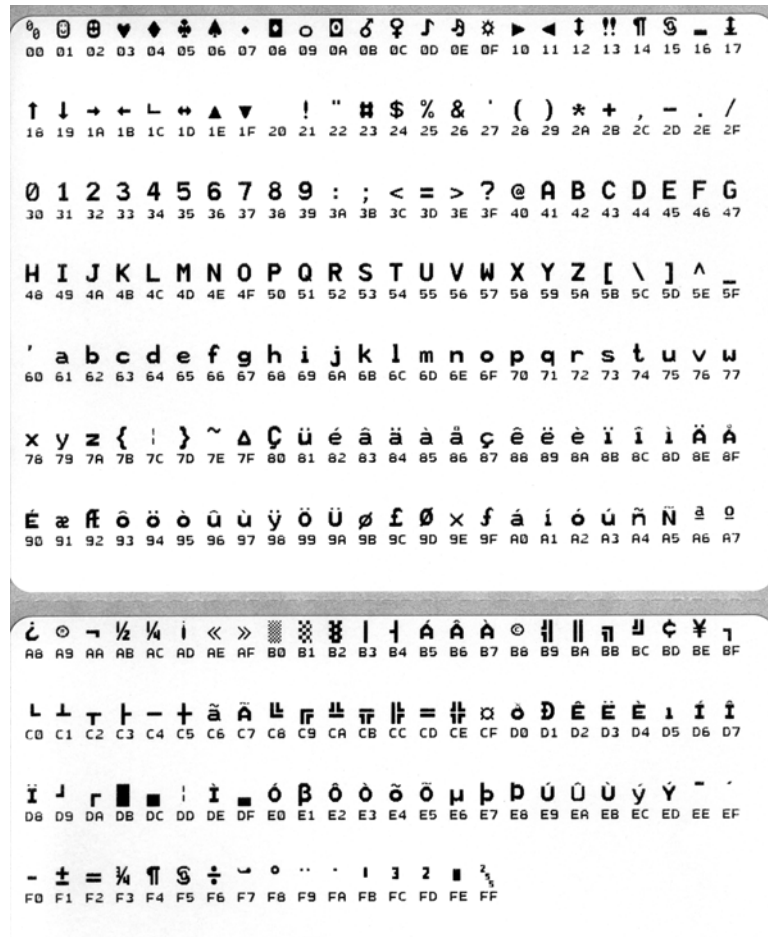 ⁰₀ ☺ ☻ ♥ ♦ ♣ ♠ • ◘ ○ ◙ ♂ ♀ ♪ ♫ ☼ ► ◄ ↕ ‼ ¶ § ▬ ↨
00 01 02 03 04 05 06 07 08 09 0A 0B 0C 0D 0E 0F 10 11 12 13 14 15 16 17
↑ ↓ → ← ∟ ↔ ▲ ▼ ! " # $ % & ' ( ) * + , - . /
18 19 1A 1B 1C 1D 1E 1F 20 21 22 23 24 25 26 27 28 29 2A 2B 2C 2D 2E 2F
0 1 2 3 4 5 6 7 8 9 : ; < = > ? @ A B C D E F G
30 31 32 33 34 35 36 37 38 39 3A 3B 3C 3D 3E 3F 40 41 42 43 44 45 46 47
H I J K L M N O P Q R S T U V W X Y Z [ \ ] ^ _
48 49 4A 4B 4C 4D 4E 4F 50 51 52 53 54 55 56 57 58 59 5A 5B 5C 5D 5E 5F
' a b c d e f g h i j k l m n o p q r s t u v w
60 61 62 63 64 65 66 67 68 69 6A 6B 6C 6D 6E 6F 70 71 72 73 74 75 76 77
x y z { ¦ } ~ ∆ Ç ü é â ä à å ç ê ë è ï î ì Ä Å
78 79 7A 7B 7C 7D 7E 7F 80 81 82 83 84 85 86 87 88 89 8A 8B 8C 8D 8E 8F
É æ Æ ô ö ò û ù ÿ Ö Ü ø £ Ø × ƒ á í ó ú ñ Ñ ª º
90 91 92 93 94 95 96 97 98 99 9A 9B 9C 9D 9E 9F A0 A1 A2 A3 A4 A5 A6 A7
¿ ® ¬ ½ ¼ ¡ « » ░ ▒ ▓ │ ┤ Á Â À © ╣ ║ ╗ ╝ ¢ ¥ ┐
A8 A9 AA AB AC AD AE AF B0 B1 B2 B3 B4 B5 B6 B7 B8 B9 BA BB BC BD BE BF
└ ┴ ┬ ├ ─ ┼ ã Ã ╚ ╔ ╩ ╦ ╠ ═ ╬ ¤ ð Ð Ê Ë È ı Í Î
C0 C1 C2 C3 C4 C5 C6 C7 C8 C9 CA CB CC CD CE CF D0 D1 D2 D3 D4 D5 D6 D7
Ï ┘ ┌ █ ▄ ¦ Ì ▬ Ó β Ô Ò õ Õ µ þ Þ Ú Û Ù ý Ý ¯ ´
D8 D9 DA DB DC DD DE DF E0 E1 E2 E3 E4 E5 E6 E7 E8 E9 EA EB EC ED EE EF
- ± = ¾ ¶ § ÷ ¸ ° ¨ · ı ³ ² ■ ²⁄₅₅
F0 F1 F2 F3 F4 F5 F6 F7 F8 F9 FA FB FC FD FE FF